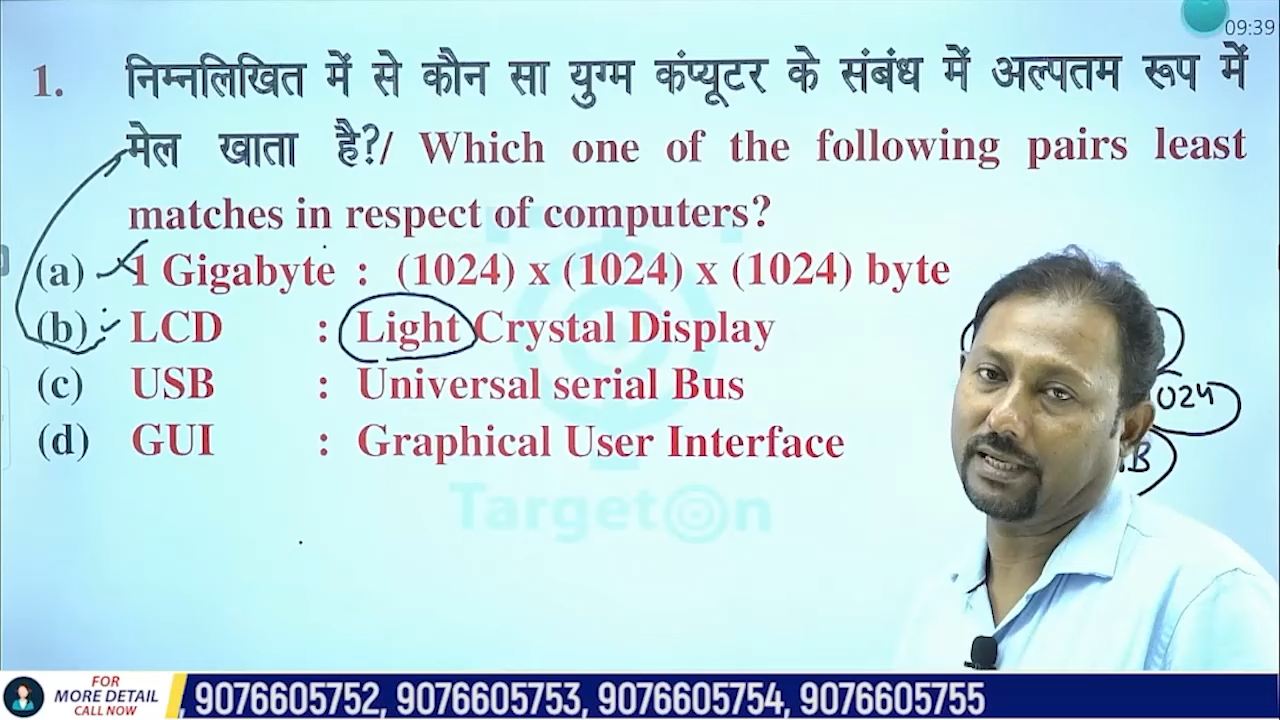 09:39
1. निम्नलिखित में से कौन सा युग्म कंप्यूटर के संबंध में अल्पतम रूप में
मेल खाता है?/ Which one of the following pairs least
matches in respect of computers?
(a) 1 Gigabyte : (1024) x (1024) x (1024) byte
(b) LCD : Light Crystal Display
(c) USB : Universal serial Bus
(d) GUI : Graphical User Interface
TargetOn
FOR
MORE DETAIL
CALL NOW
, 9076605752, 9076605753, 9076605754, 9076605755